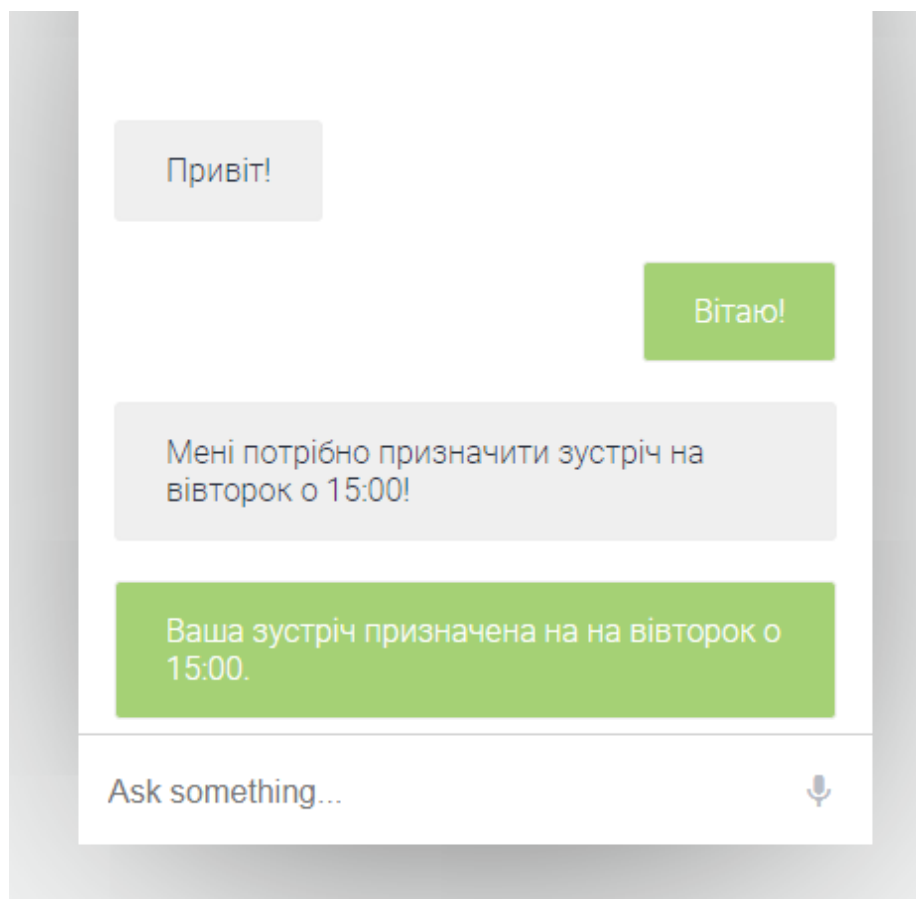 Привіт!
Вітаю!
Мені потрібно призначити зустріч на
вівторок о 15:00!
Ваша зустріч призначена на на вівторок о
15:00.
Ask something...